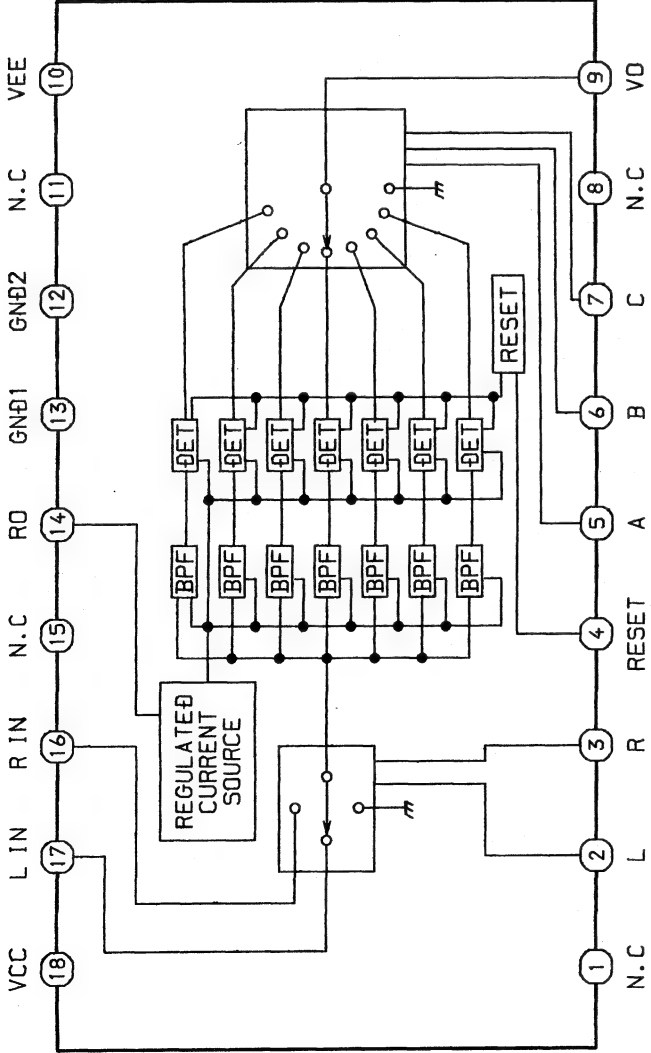 VCC L IN R IN N.C RO GND1 GND2 N.C VEE
18 17 16 15 14 13 12 11 10
REGULATED
CURRENT
SOURCE
BPF DET
BPF DET
BPF DET
BPF DET
BPF DET
BPF DET
BPF DET
RESET
1 2 3 4 5 6 7 8 9
N.C L R RESET A B C N.C VO